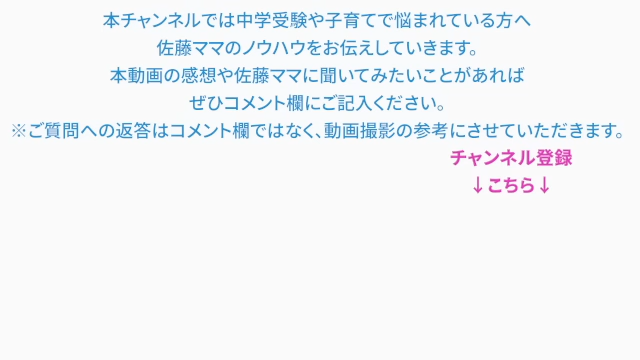 本チャンネルでは中学受験や子育てで悩まれている方へ
佐藤ママのノウハウをお伝えしていきます。
本動画の感想や佐藤ママに聞いてみたいことがあれば
ぜひコメント欄にご記入ください。
※ご質問への返答はコメント欄ではなく、動画撮影の参考にさせていただきます。
チャンネル登録
↓こちら↓